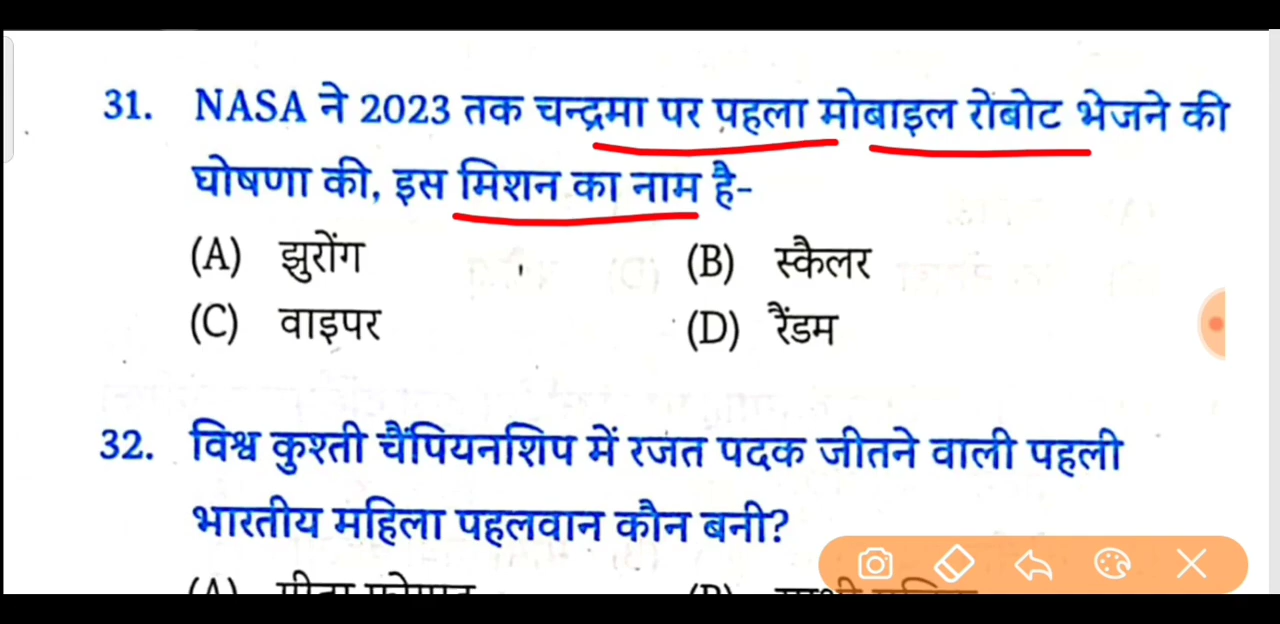 31. NASA ने 2023 तक चन्द्रमा पर पहला मोबाइल रोबोट भेजने की
घोषणा की, इस मिशन का नाम है-
(A) झुरोंग (B) स्कैलर
(C) वाइपर (D) रैंडम
32. विश्व कुश्ती चैंपियनशिप में रजत पदक जीतने वाली पहली
भारतीय महिला पहलवान कौन बनी?